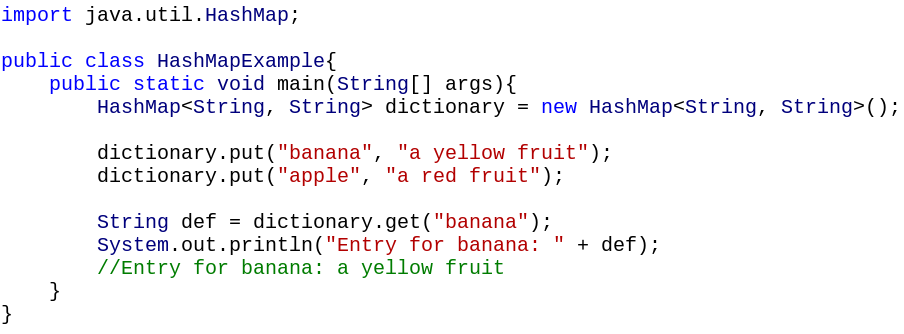 import java.util.HashMap;

public class HashMapExample{
    public static void main(String[] args){
        HashMap<String, String> dictionary = new HashMap<String, String>();

        dictionary.put("banana", "a yellow fruit");
        dictionary.put("apple", "a red fruit");

        String def = dictionary.get("banana");
        System.out.println("Entry for banana: " + def);
        //Entry for banana: a yellow fruit
    }
}